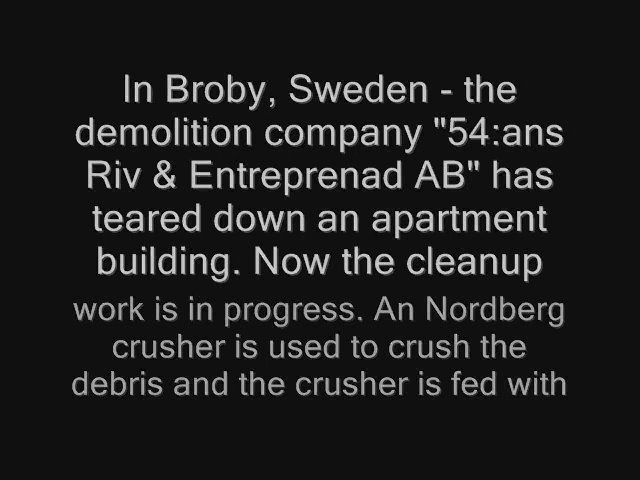 In Broby, Sweden - the
demolition company "54:ans
Riv & Entreprenad AB" has
teared down an apartment
building. Now the cleanup
work is in progress. An Nordberg
crusher is used to crush the
debris and the crusher is fed with